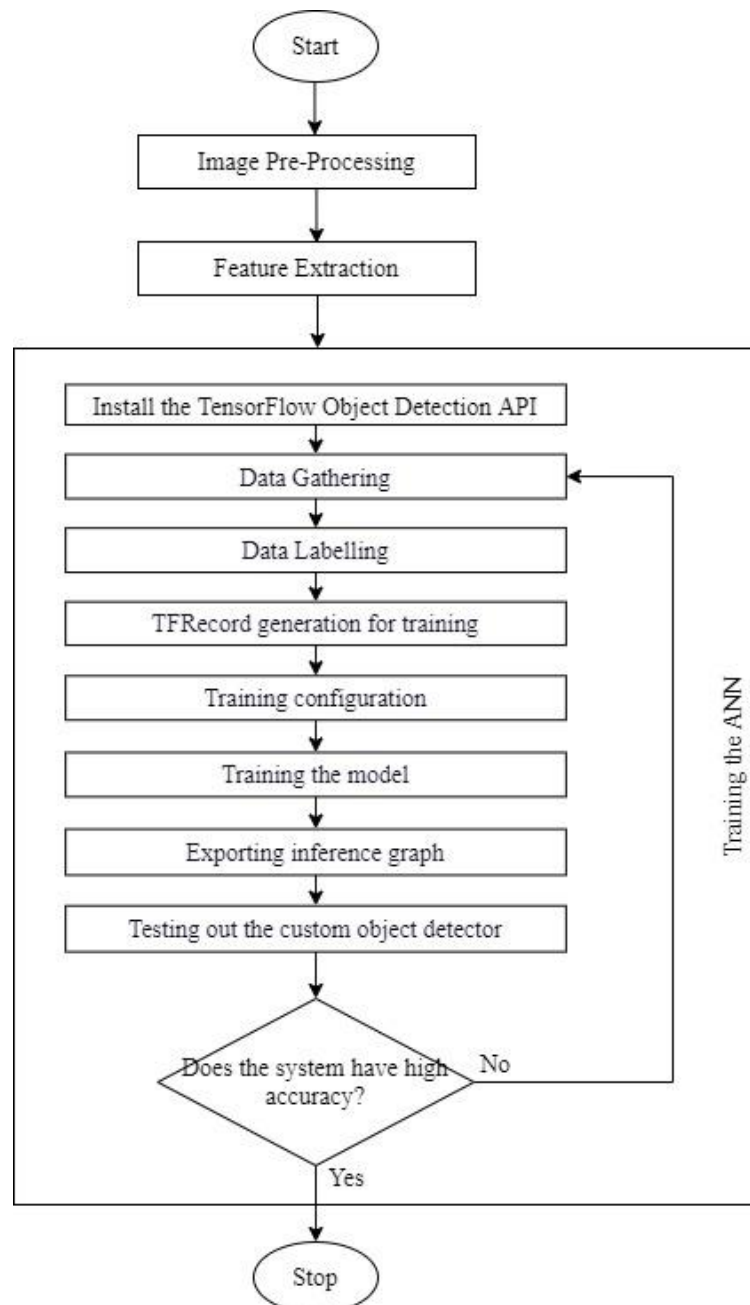 Start
Image Pre-Processing
Feature Extraction
Install the TensorFlow Object Detection API
Data Gathering
Data Labelling
TFRecord generation for training
Training configuration
Training the model
Exporting inference graph
Testing out the custom object detector
Does the system have high
accuracy?
No
Yes
Training the ANN
Stop